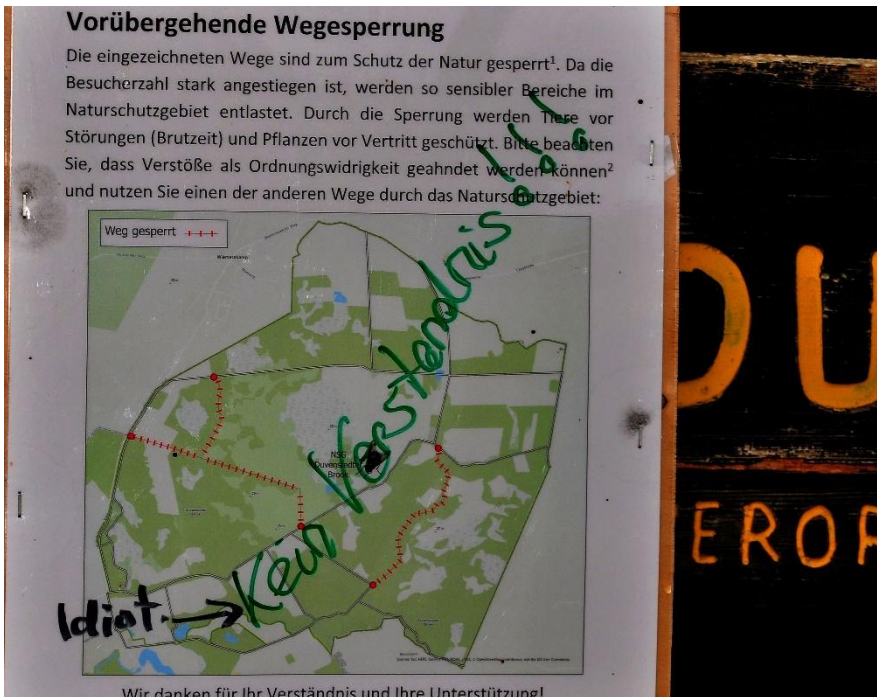 Vorübergehende Wegesperrung
Die eingezeichneten Wege sind zum Schutz der Natur gesperrt¹. Da die
Besucherzahl stark angestiegen ist, werden so sensibler Bereiche im
Naturschutzgebiet entlastet. Durch die Sperrung werden Tiere vor
Störungen (Brutzeit) und Pflanzen vor Vertritt geschützt. Bitte beachten
Sie, dass Verstöße als Ordnungswidrigkeit geahndet werden können²
und nutzen Sie einen der anderen Wege durch das Naturschutzgebiet:
Weg gesperrt
NSG
Duvenstedter
Brook
Kein Verständnis
Idiot.
Wir danken für Ihr Verständnis und Ihre Unterstützung!
DU
EROF